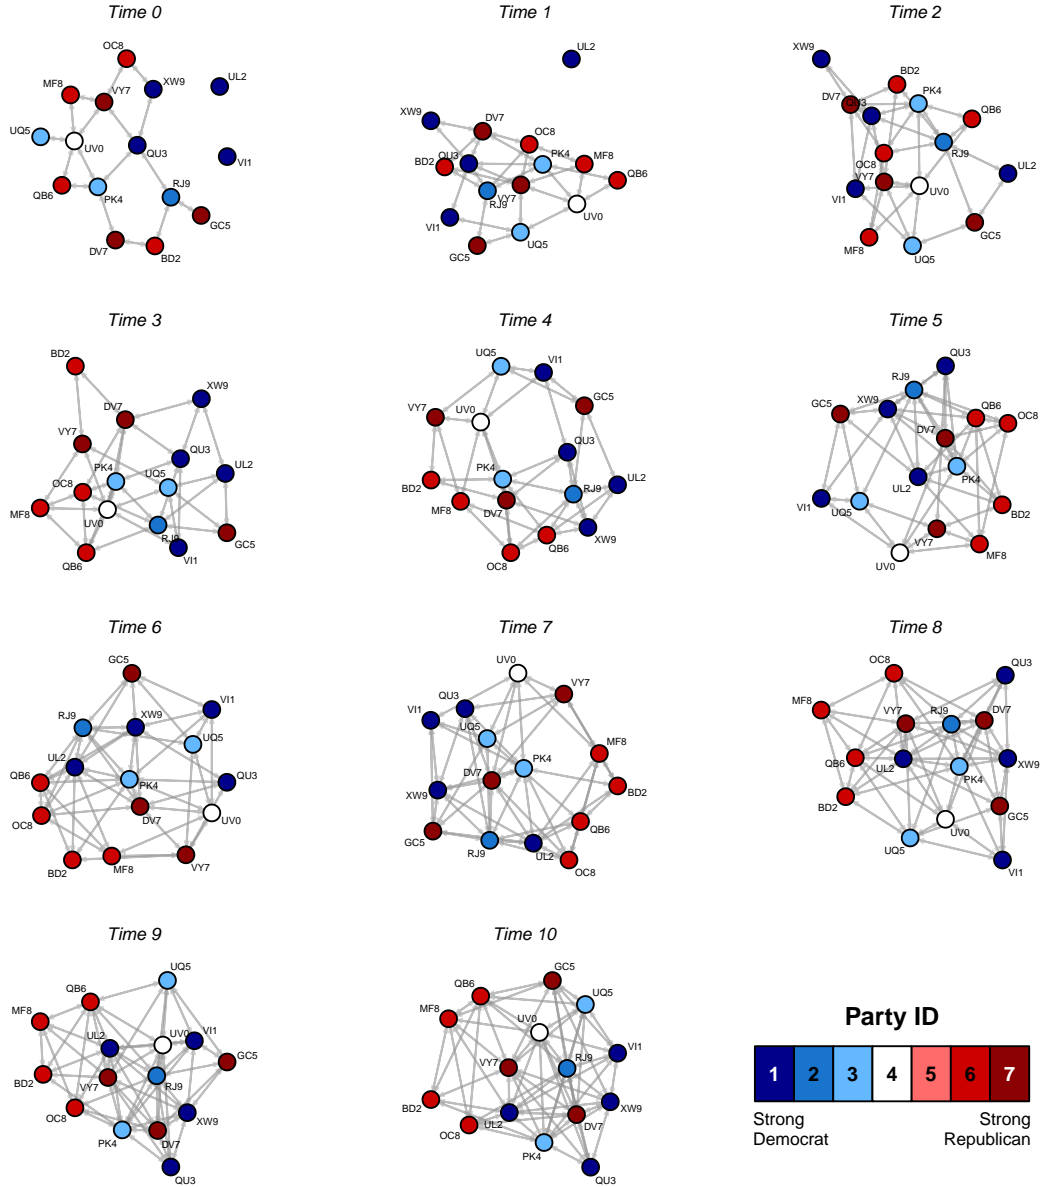 Time 0
OC8
XW9
UL2
MF8
VY7
UQ5
UV0
QU3
VI1
QB6
PK4
RJ9
GC5
DV7
BD2
Time 1
UL2
XW9
DV7
OC8
BD2
QU3
PK4
MF8
QB6
VY7
RJ9
UV0
VI1
UQ5
GC5
Time 2
XW9
BD2
PK4
DV7
QU3
QB6
RJ9
OC8
UL2
VY7
VI1
UV0
MF8
UQ5
GC5
Time 3
BD2
XW9
DV7
VY7
QU3
PK4
UQ5
UL2
OC8
MF8
UV0
RJ9
GC5
QB6
VI1
Time 4
UQ5
VI1
GC5
VY7
UV0
QU3
PK4
UL2
BD2
RJ9
MF8
DV7
QB6
XW9
OC8
Time 5
QU3
RJ9
XW9
GC5
QB6
OC8
DV7
PK4
UL2
VI1
UQ5
BD2
VY7
MF8
UV0
Time 6
GC5
VI1
RJ9
XW9
UQ5
UL2
QB6
PK4
QU3
DV7
OC8
UV0
BD2
MF8
VY7
Time 7
UV0
VY7
QU3
VI1
UQ5
MF8
PK4
DV7
BD2
XW9
QB6
GC5
RJ9
UL2
OC8
Time 8
OC8
QU3
MF8
VY7
RJ9
DV7
QB6
UL2
PK4
XW9
BD2
GC5
UV0
UQ5
VI1
Time 9
UQ5
QB6
MF8
UL2
UV0
VI1
GC5
BD2
VY7
RJ9
OC8
XW9
PK4
DV7
QU3
Time 10
GC5
QB6
UQ5
MF8
UV0
VI1
VY7
RJ9
BD2
XW9
OC8
UL2
DV7
PK4
QU3
Party ID
1 2 3 4 5 6 7
Strong Democrat
Strong Republican